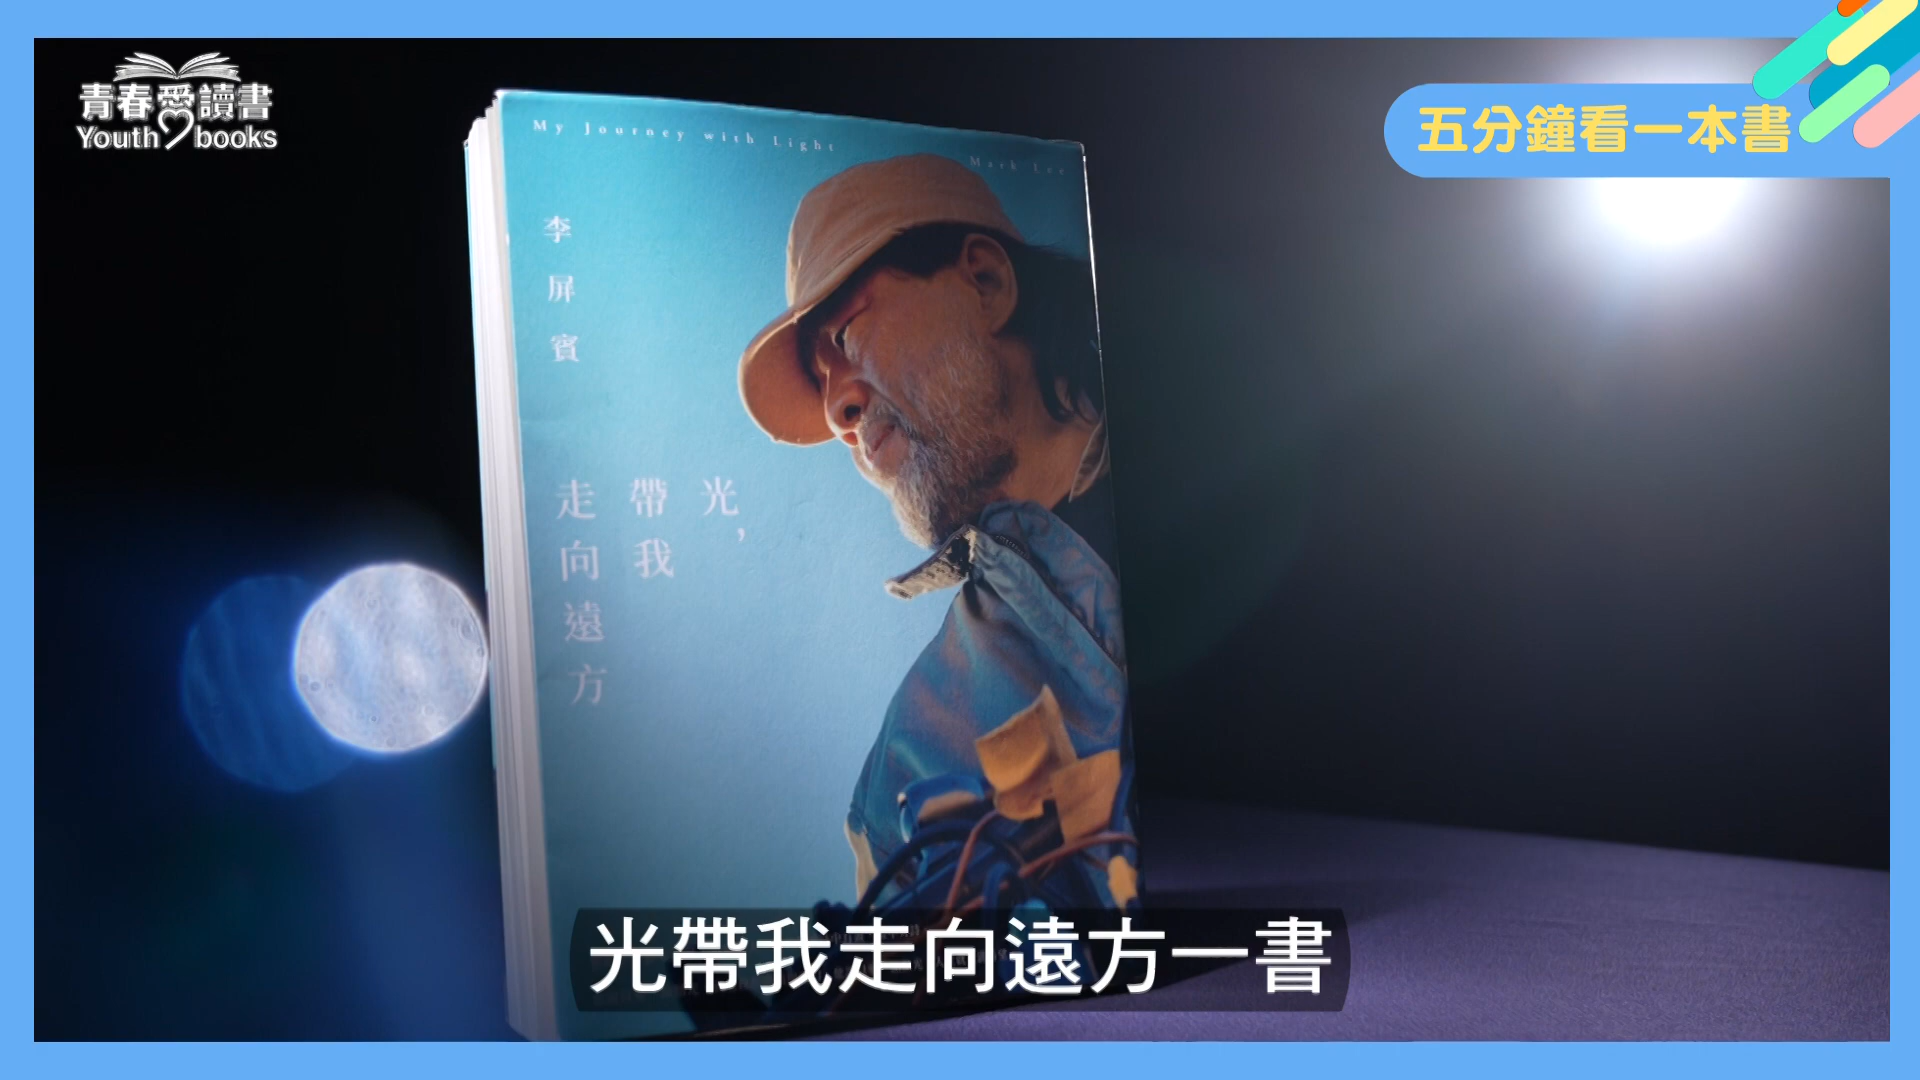 青春愛讀書
Youth books
五分鐘看一本書
My Journey with Light
Mark Lee
李屏賓
光，
帶我
走向遠方
光帶我走向遠方一書